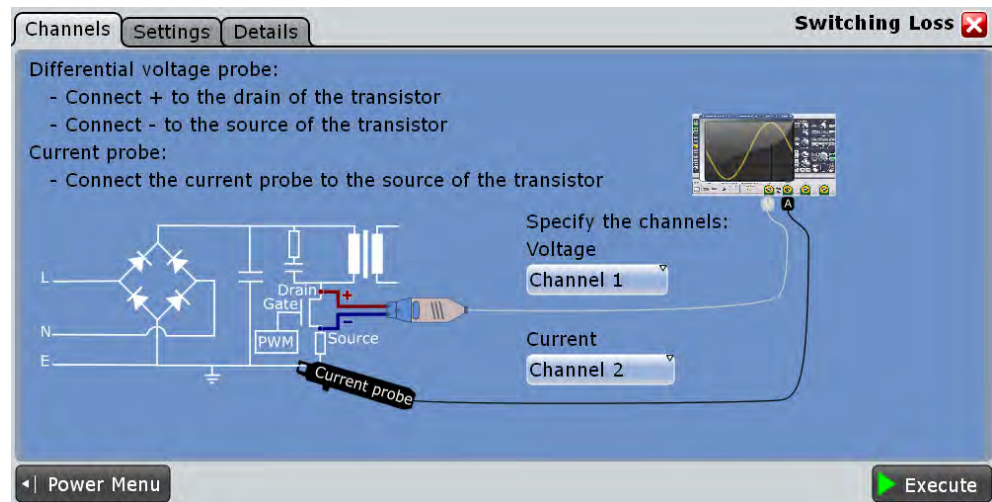 Channels Settings Details Switching Loss
Differential voltage probe:
- Connect + to the drain of the transistor
- Connect - to the source of the transistor
Current probe:
- Connect the current probe to the source of the transistor
Specify the channels:
Voltage
Channel 1
Current
Channel 2
L
N
E
Drain
+
Gate
-
PWM
Source
Current probe
A
Power Menu
Execute